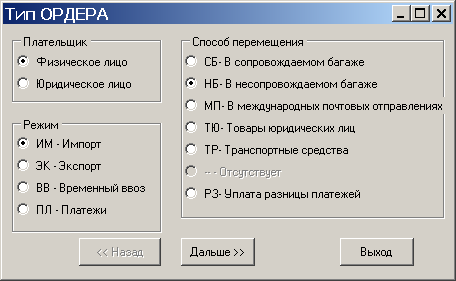 Тип ОРДЕРА
Плательщик
Физическое лицо
Юридическое лицо
Режим
ИМ - Импорт
ЭК - Экспорт
ВВ - Временный ввоз
ПЛ - Платежи
Способ перемещения
СБ- В сопровождаемом багаже
НБ- В несопровождаемом багаже
МП- В международных почтовых отправлениях
ТЮ- Товары юридических лиц
ТР- Транспортные средства
-- - Отсутствует
РЗ- Уплата разницы платежей
<< Назад
Дальше >>
Выход